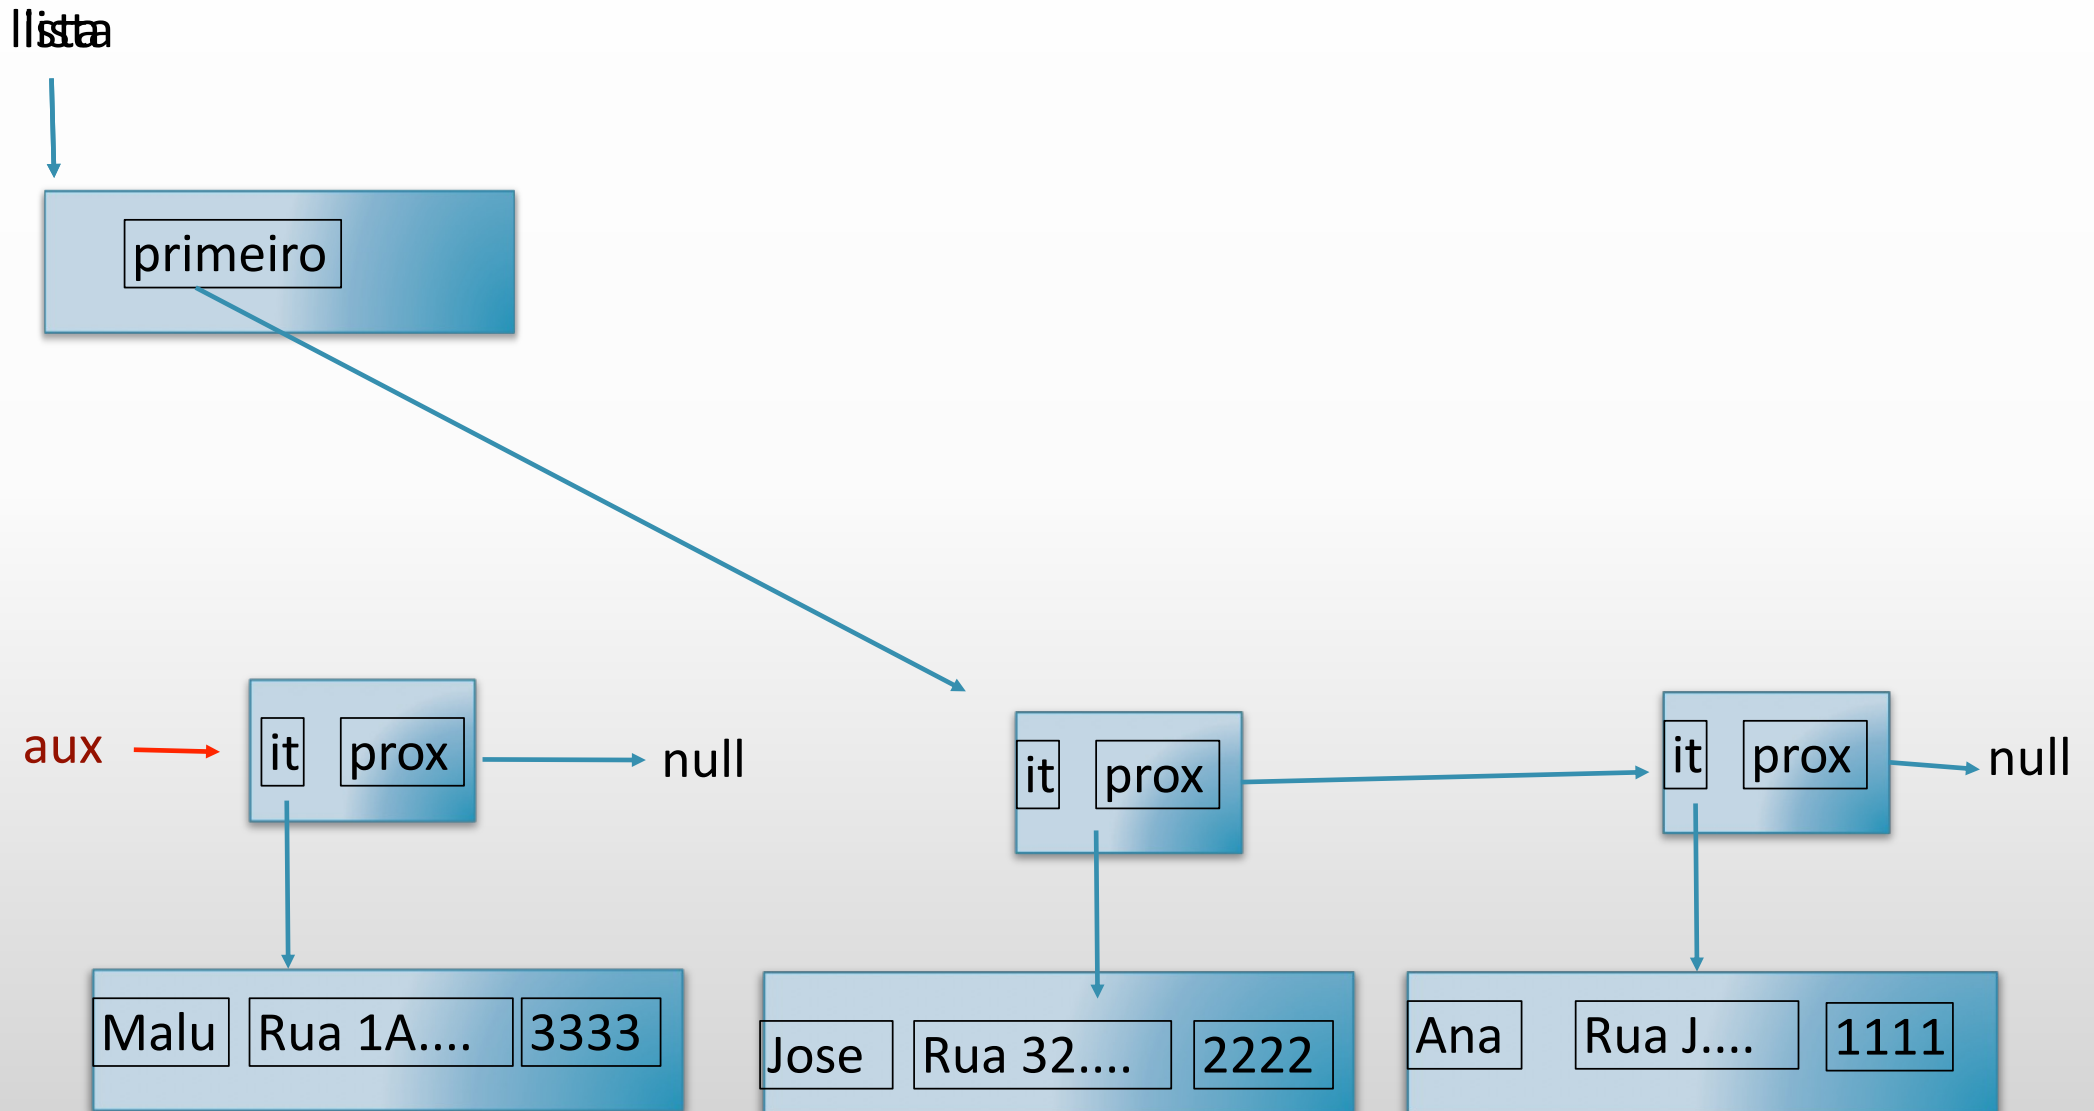 lista
primeiro
aux it prox null it prox it prox null
Malu Rua 1A.... 3333 Jose Rua 32.... 2222 Ana Rua J.... 1111